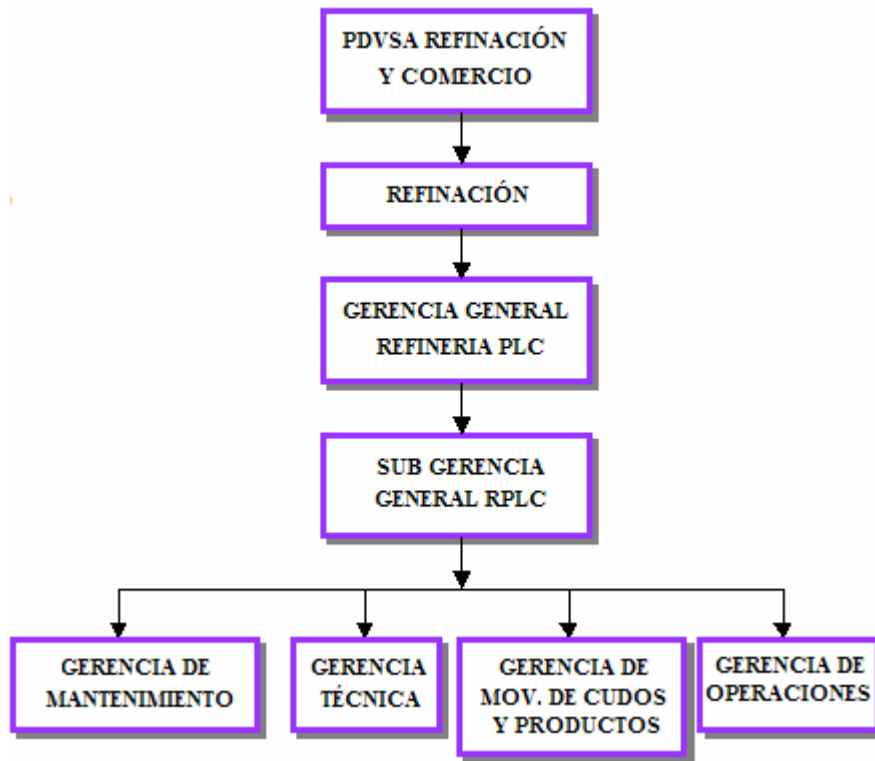 PDVSA REFINACIÓN
Y COMERCIO
REFINACIÓN
GERENCIA GENERAL
REFINERIA PLC
SUB GERENCIA
GENERAL RPLC
GERENCIA DE
MANTENIMIENTO
GERENCIA
TÉCNICA
GERENCIA DE
MOV. DE CUDOS
Y PRODUCTOS
GERENCIA DE
OPERACIONES